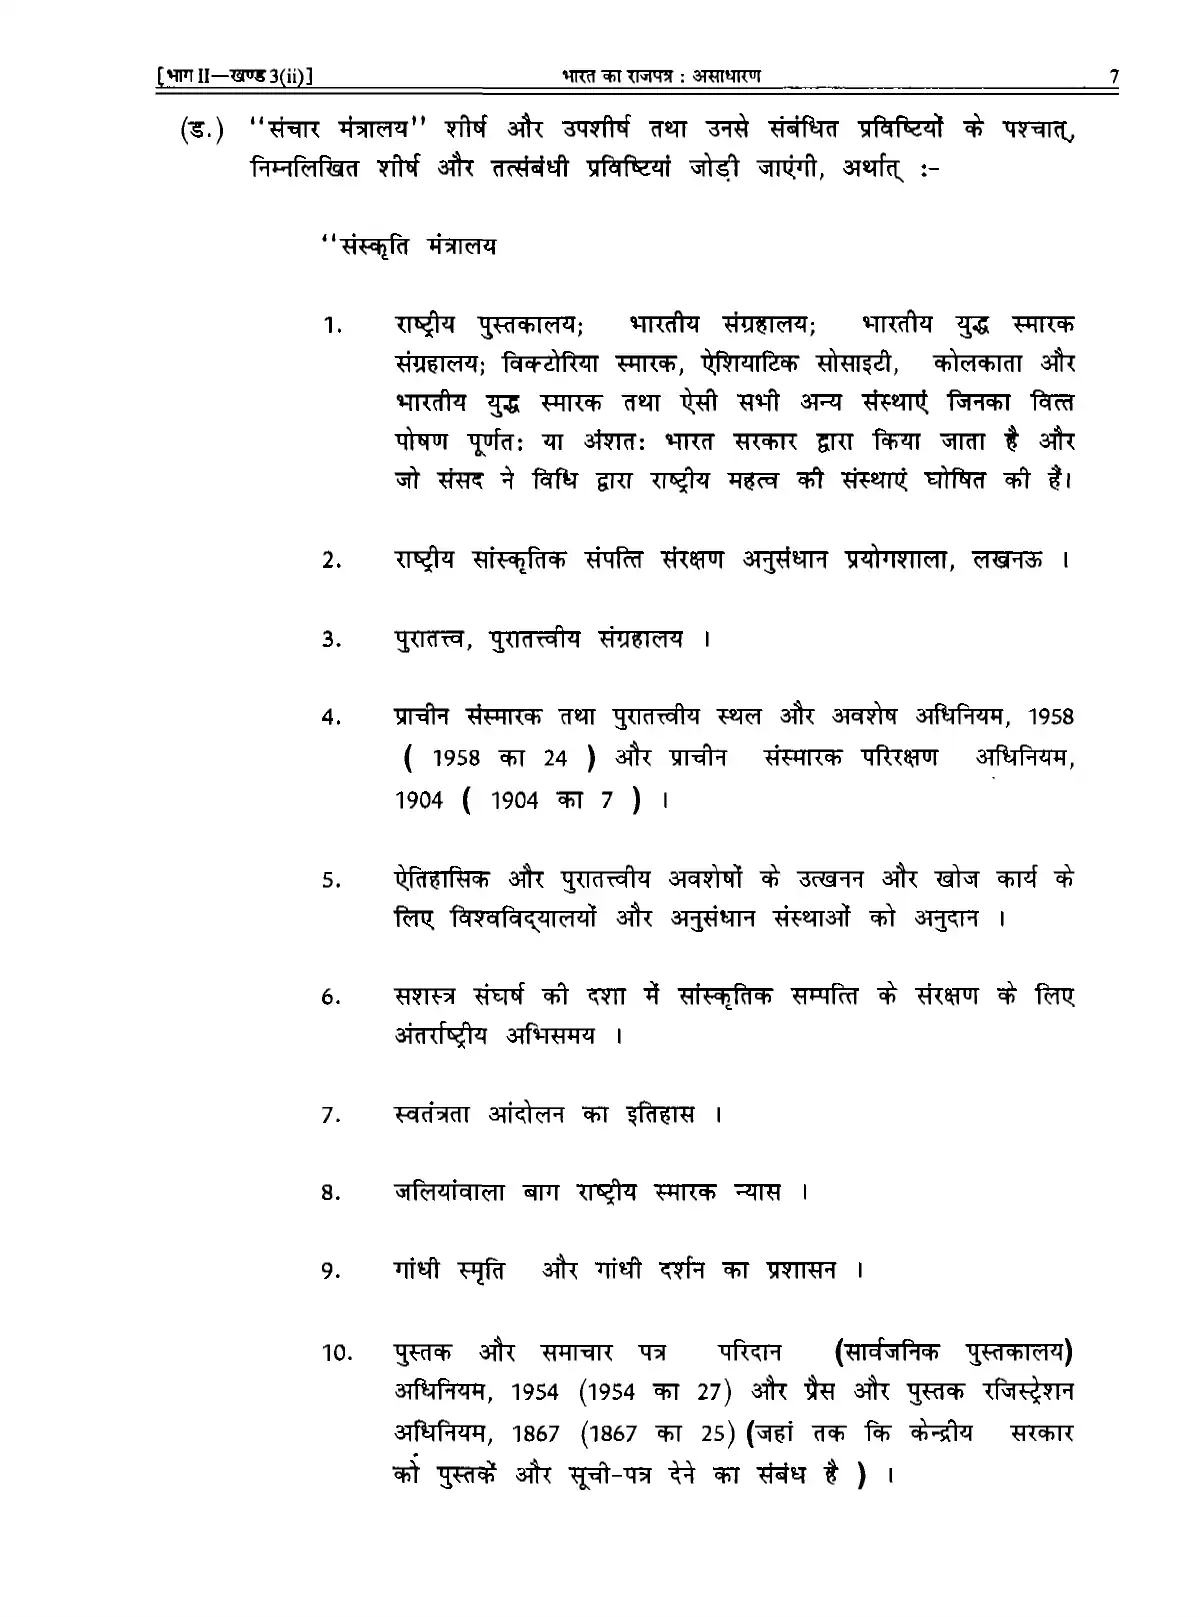 [भाग II—खण्ड 3(ii)] भारत का राजपत्र : असाधारण 7
(ड.) ‘‘संचार मंत्रालय’’ शीर्ष और उपशीर्ष तथा उनसे संबंधित प्रविष्टियों के पश्चात्,
निम्नलिखित शीर्ष और तत्संबंधी प्रविष्टियां जोड़ी जाएंगी, अर्थात् :-
‘‘संस्कृति मंत्रालय
1. राष्ट्रीय पुस्तकालय; भारतीय संग्रहालय; भारतीय युद्ध स्मारक
संग्रहालय; विक्टोरिया स्मारक, ऐशियाटिक सोसाइटी, कोलकाता और
भारतीय युद्ध स्मारक तथा ऐसी सभी अन्य संस्थाएं जिनका वित्त
पोषण पूर्णत: या अंशत: भारत सरकार द्वारा किया जाता है और
जो संसद ने विधि द्वारा राष्ट्रीय महत्व की संस्थाएं घोषित की हैं।
2. राष्ट्रीय सांस्कृतिक संपत्ति संरक्षण अनुसंधान प्रयोगशाला, लखनऊ ।
3. पुरातत्त्व, पुरातत्त्वीय संग्रहालय ।
4. प्राचीन संस्मारक तथा पुरातत्त्वीय स्थल और अवशेष अधिनियम, 1958
( 1958 का 24 ) और प्राचीन संस्मारक परिरक्षण अधिनियम,
1904 ( 1904 का 7 ) ।
5. ऐतिहासिक और पुरातत्त्वीय अवशेषों के उत्खनन और खोज कार्य के
लिए विश्वविद्यालयों और अनुसंधान संस्थाओं को अनुदान ।
6. सशस्त्र संघर्ष की दशा में सांस्कृतिक सम्पत्ति के संरक्षण के लिए
अंतर्राष्ट्रीय अभिसमय ।
7. स्वतंत्रता आंदोलन का इतिहास ।
8. जलियांवाला बाग राष्ट्रीय स्मारक न्यास ।
9. गांधी स्मृति और गांधी दर्शन का प्रशासन ।
10. पुस्तक और समाचार पत्र परिदान (सार्वजनिक पुस्तकालय)
अधिनियम, 1954 (1954 का 27) और प्रैस और पुस्तक रजिस्ट्रेशन
अधिनियम, 1867 (1867 का 25) (जहां तक कि केन्द्रीय सरकार
को पुस्तकें और सूची-पत्र देने का संबंध है ) ।